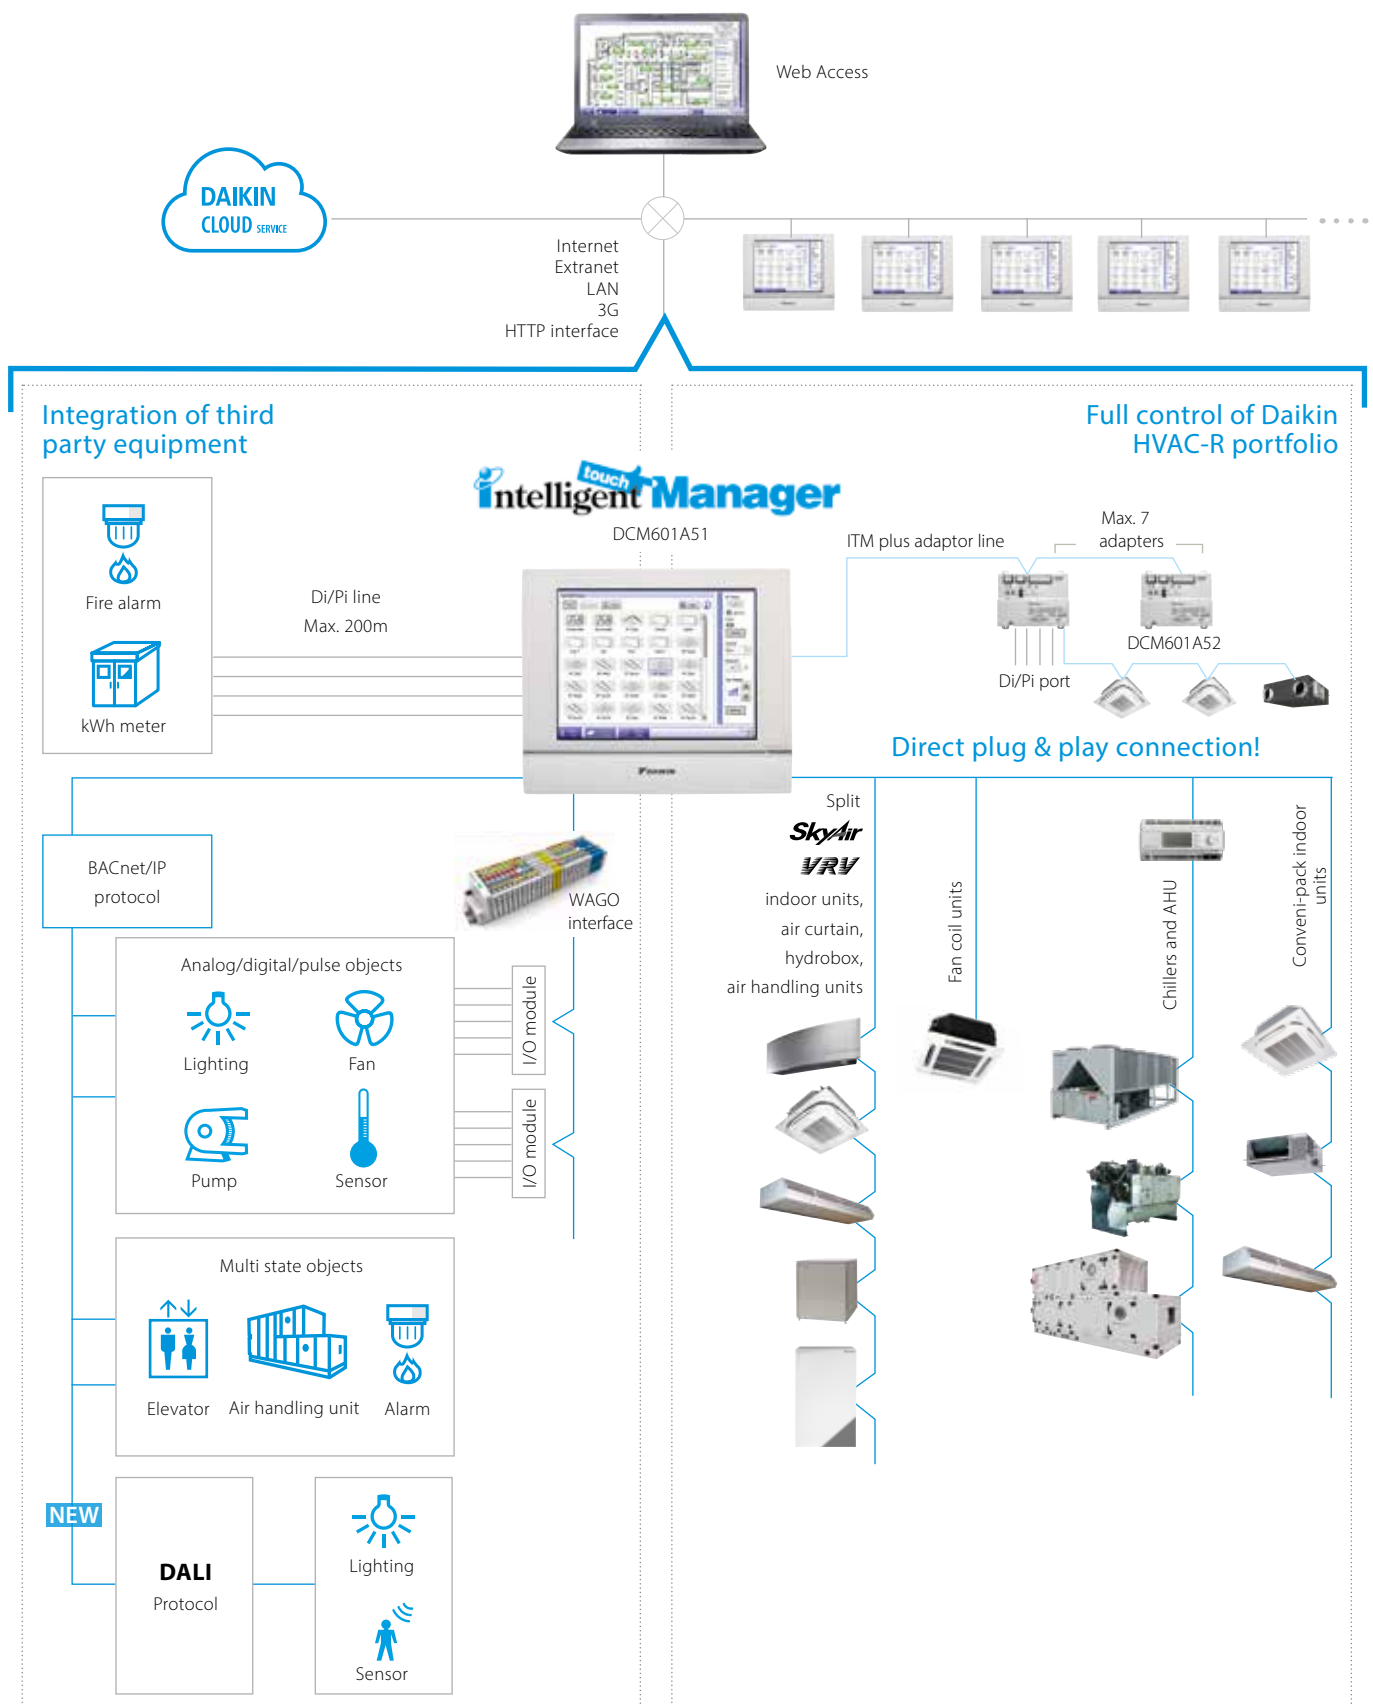 Web Access
DAIKIN
CLOUD SERVICE
Internet
Extranet
LAN
3G
HTTP interface
Integration of third
party equipment
Full control of Daikin
HVAC-R portfolio
touch
intelligent Manager
DCM601A51
Fire alarm
kWh meter
Di/Pi line
Max. 200m
ITM plus adaptor line
Max. 7
adapters
DCM601A52
Di/Pi port
DAIKIN
Direct plug & play connection!
BACnet/IP
protocol
WAGO
interface
Analog/digital/pulse objects
Lighting
Fan
Pump
Sensor
I/O module
I/O module
Multi state objects
Elevator
Air handling unit
Alarm
NEW
DALI
Protocol
Lighting
Sensor
Split
SkyAir
VRV
indoor units,
air curtain,
hydrobox,
air handling units
Fan coil units
Chillers and AHU
Conveni-pack indoor
units